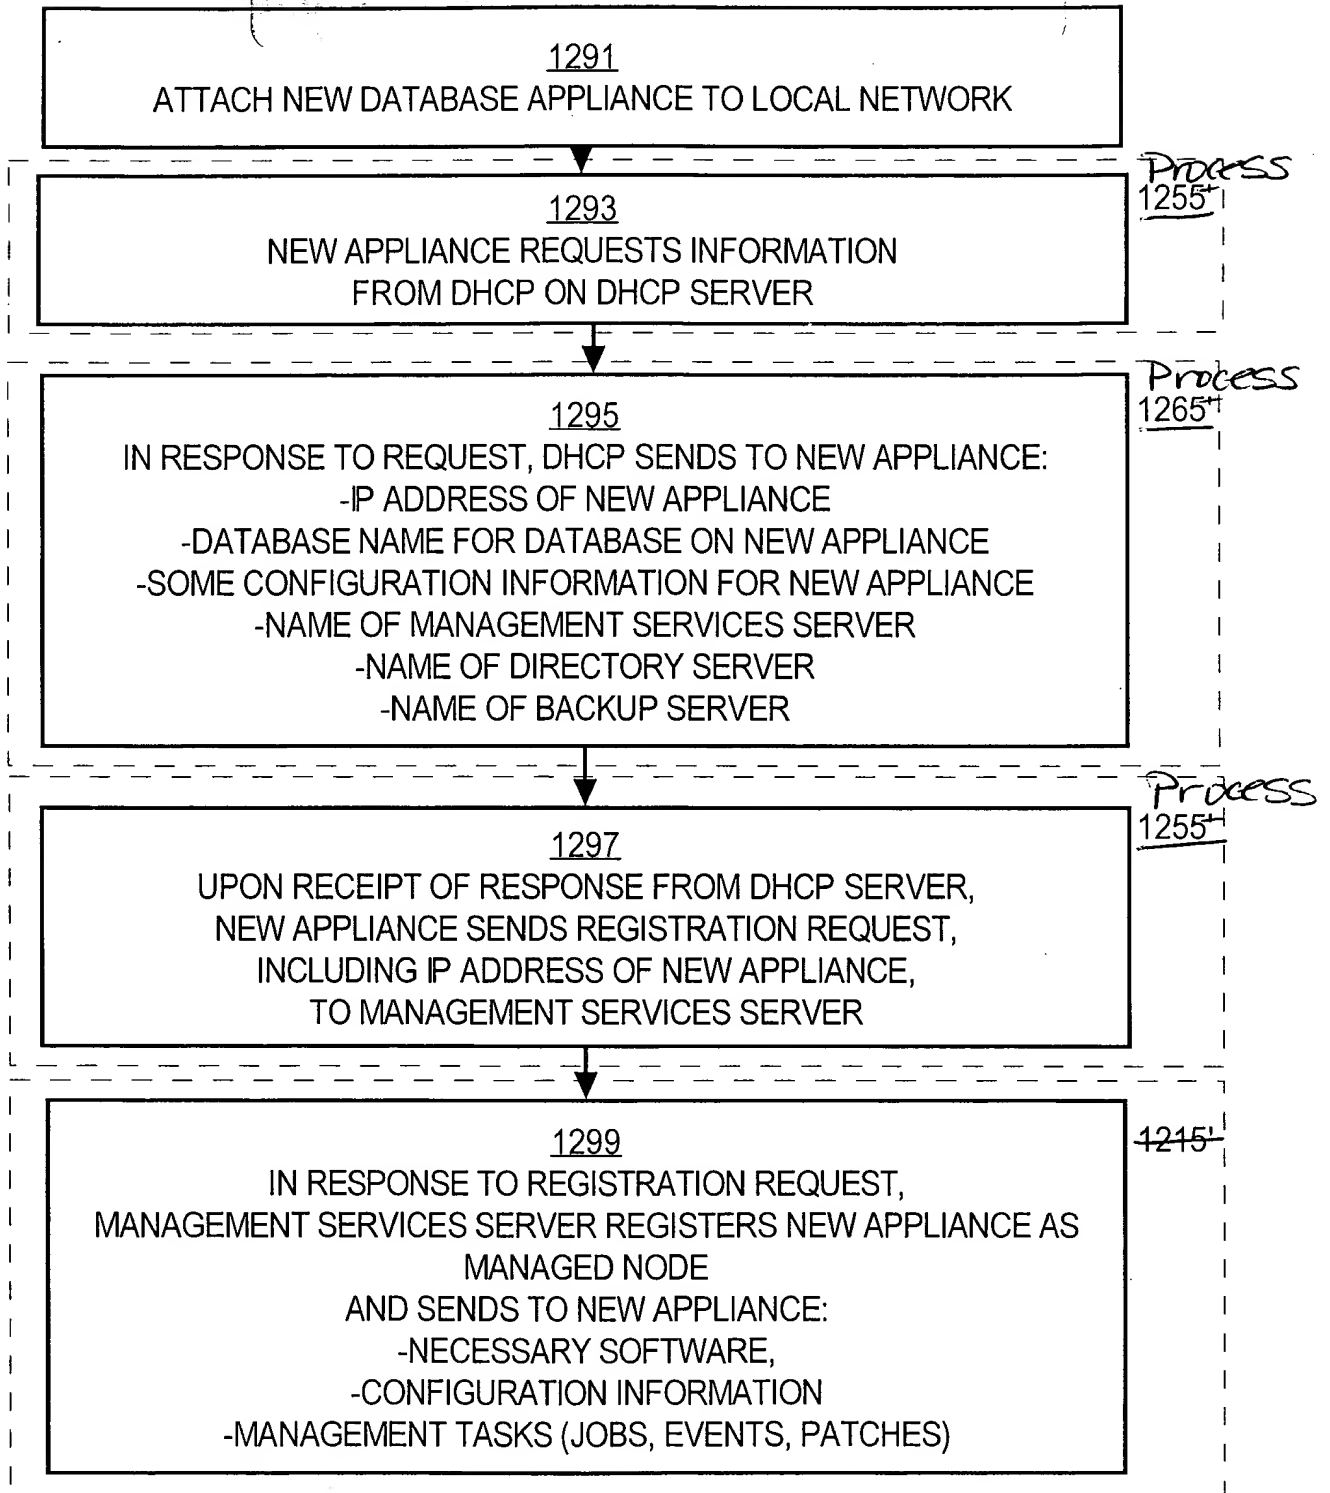 1291
ATTACH NEW DATABASE APPLIANCE TO LOCAL NETWORK
Process
1255'
1293
NEW APPLIANCE REQUESTS INFORMATION
FROM DHCP ON DHCP SERVER
Process
1265'
1295
IN RESPONSE TO REQUEST, DHCP SENDS TO NEW APPLIANCE:
-IP ADDRESS OF NEW APPLIANCE
-DATABASE NAME FOR DATABASE ON NEW APPLIANCE
-SOME CONFIGURATION INFORMATION FOR NEW APPLIANCE
-NAME OF MANAGEMENT SERVICES SERVER
-NAME OF DIRECTORY SERVER
-NAME OF BACKUP SERVER
Process
1255'
1297
UPON RECEIPT OF RESPONSE FROM DHCP SERVER,
NEW APPLIANCE SENDS REGISTRATION REQUEST,
INCLUDING IP ADDRESS OF NEW APPLIANCE,
TO MANAGEMENT SERVICES SERVER
1215'
1299
IN RESPONSE TO REGISTRATION REQUEST,
MANAGEMENT SERVICES SERVER REGISTERS NEW APPLIANCE AS
MANAGED NODE
AND SENDS TO NEW APPLIANCE:
-NECESSARY SOFTWARE,
-CONFIGURATION INFORMATION
-MANAGEMENT TASKS (JOBS, EVENTS, PATCHES)